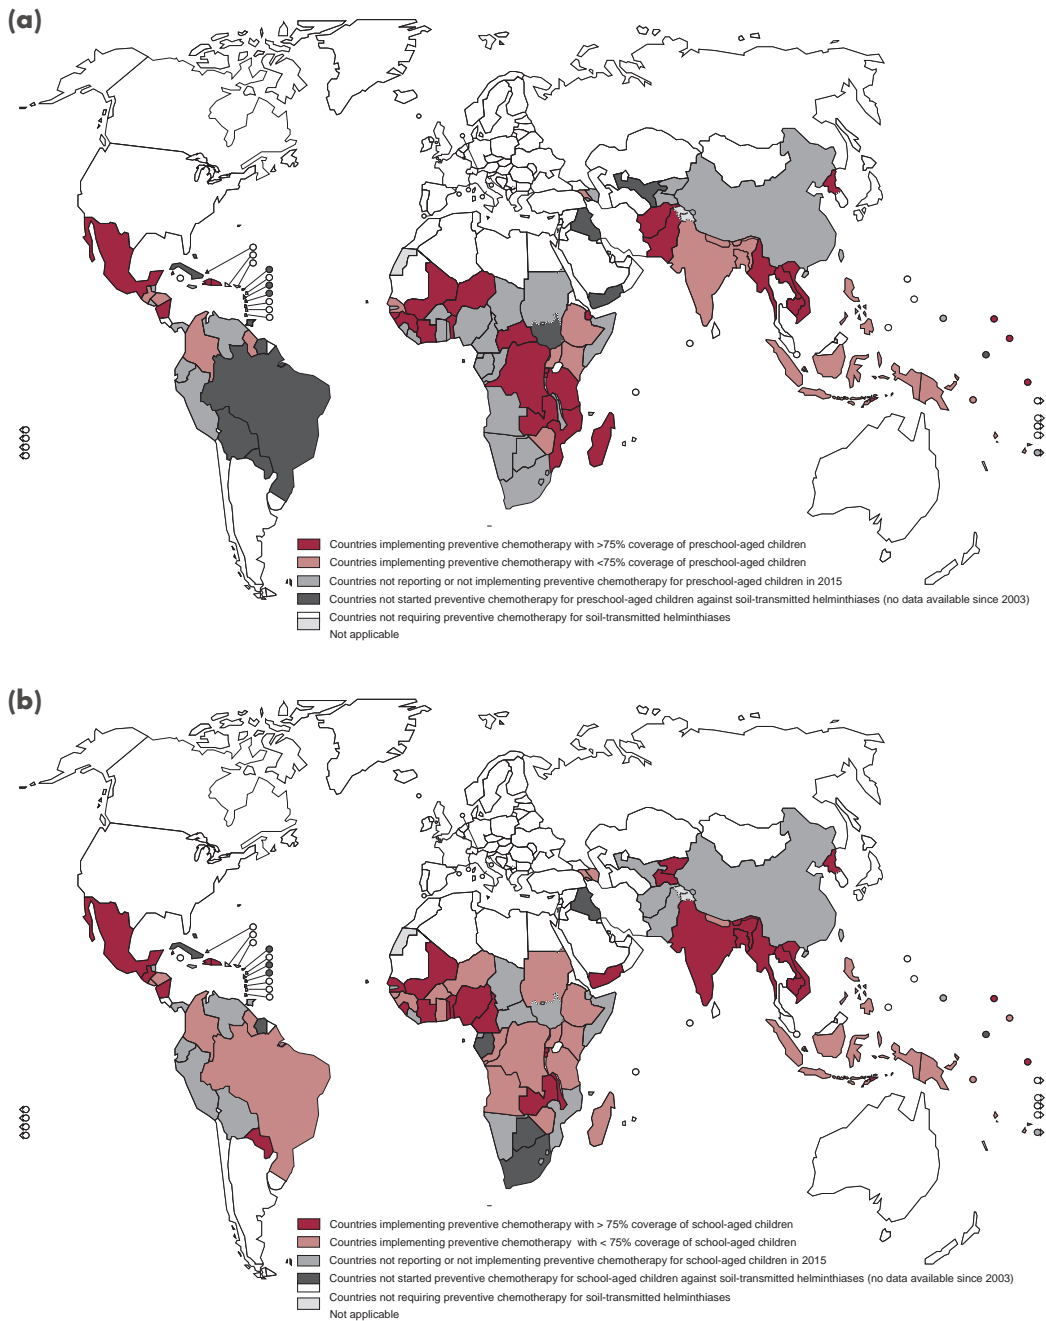 (a)
Countries implementing preventive chemotherapy with >75% coverage of preschool-aged children
Countries implementing preventive chemotherapy with <75% coverage of preschool-aged children
Countries not reporting or not implementing preventive chemotherapy for preschool-aged children in 2015
Countries not started preventive chemotherapy for preschool-aged children against soil-transmitted helminthiases (no data available since 2003)
Countries not requiring preventive chemotherapy for soil-transmitted helminthiases
Not applicable
(b)
Countries implementing preventive chemotherapy with > 75% coverage of school-aged children
Countries implementing preventive chemotherapy with < 75% coverage of school-aged children
Countries not reporting or not implementing preventive chemotherapy for school-aged children in 2015
Countries not started preventive chemotherapy for school-aged children against soil-transmitted helminthiases (no data available since 2003)
Countries not requiring preventive chemotherapy for soil-transmitted helminthiases
Not applicable